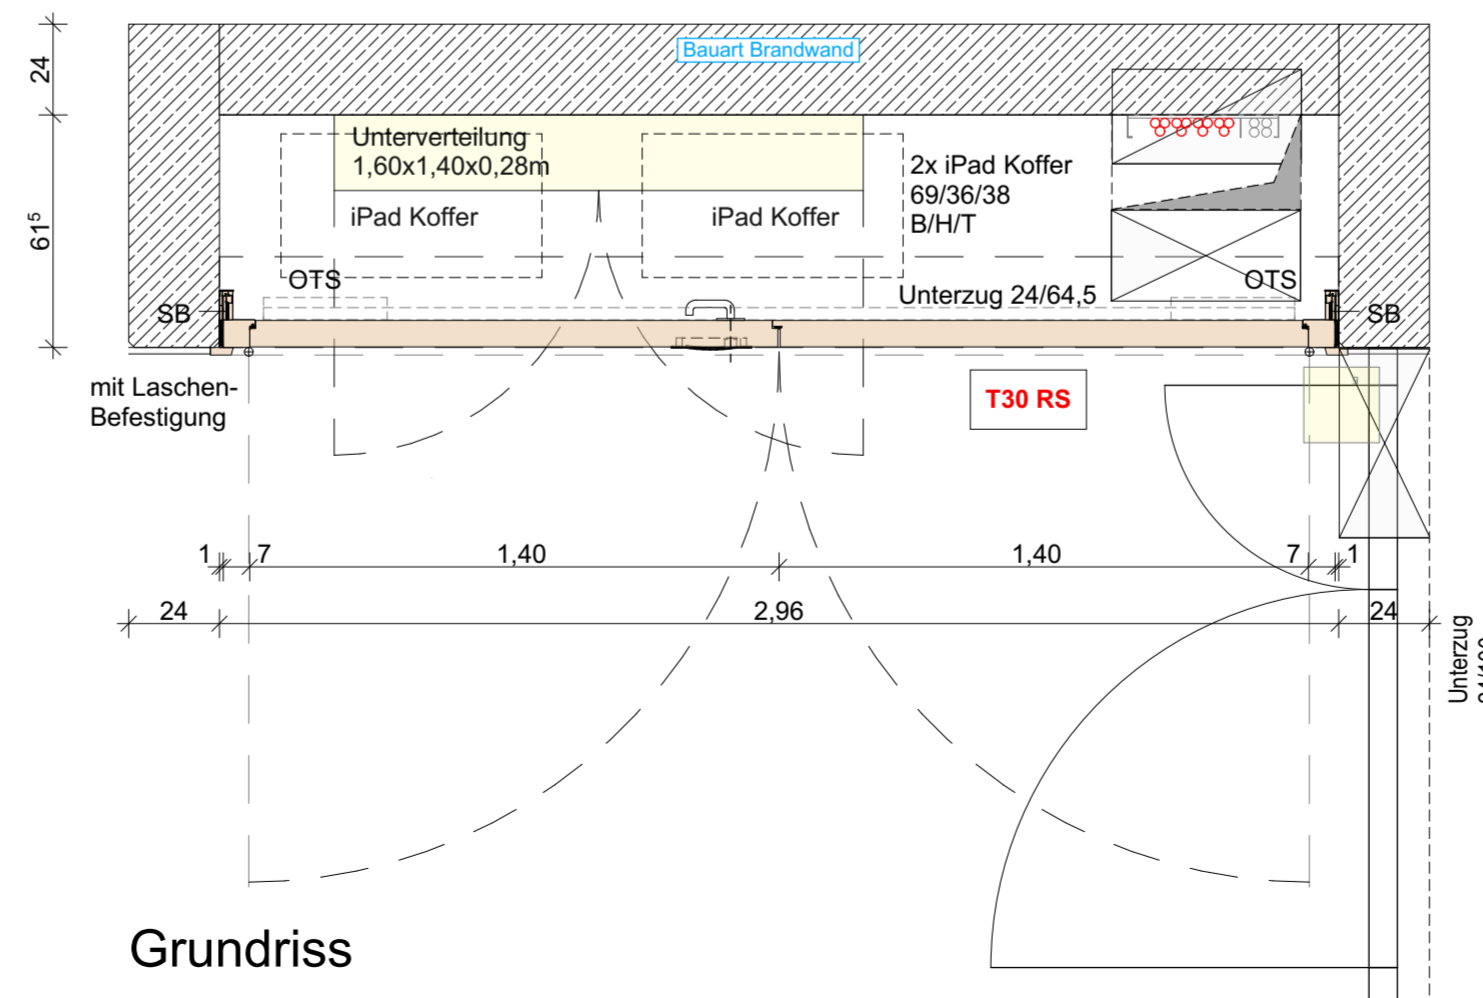 Bauart Brandwand
24
Unterverteilung
1,60x1,40x0,28m
2x iPad Koffer
69/36/38
B/H/T
iPad Koffer
iPad Koffer
61⁵
OTS
OTS
Unterzug 24/64,5
SB
SB
mit Laschen-
Befestigung
T30 RS
1
7
1,40
1,40
7
1
24
2,96
24
Unterzug
Grundriss